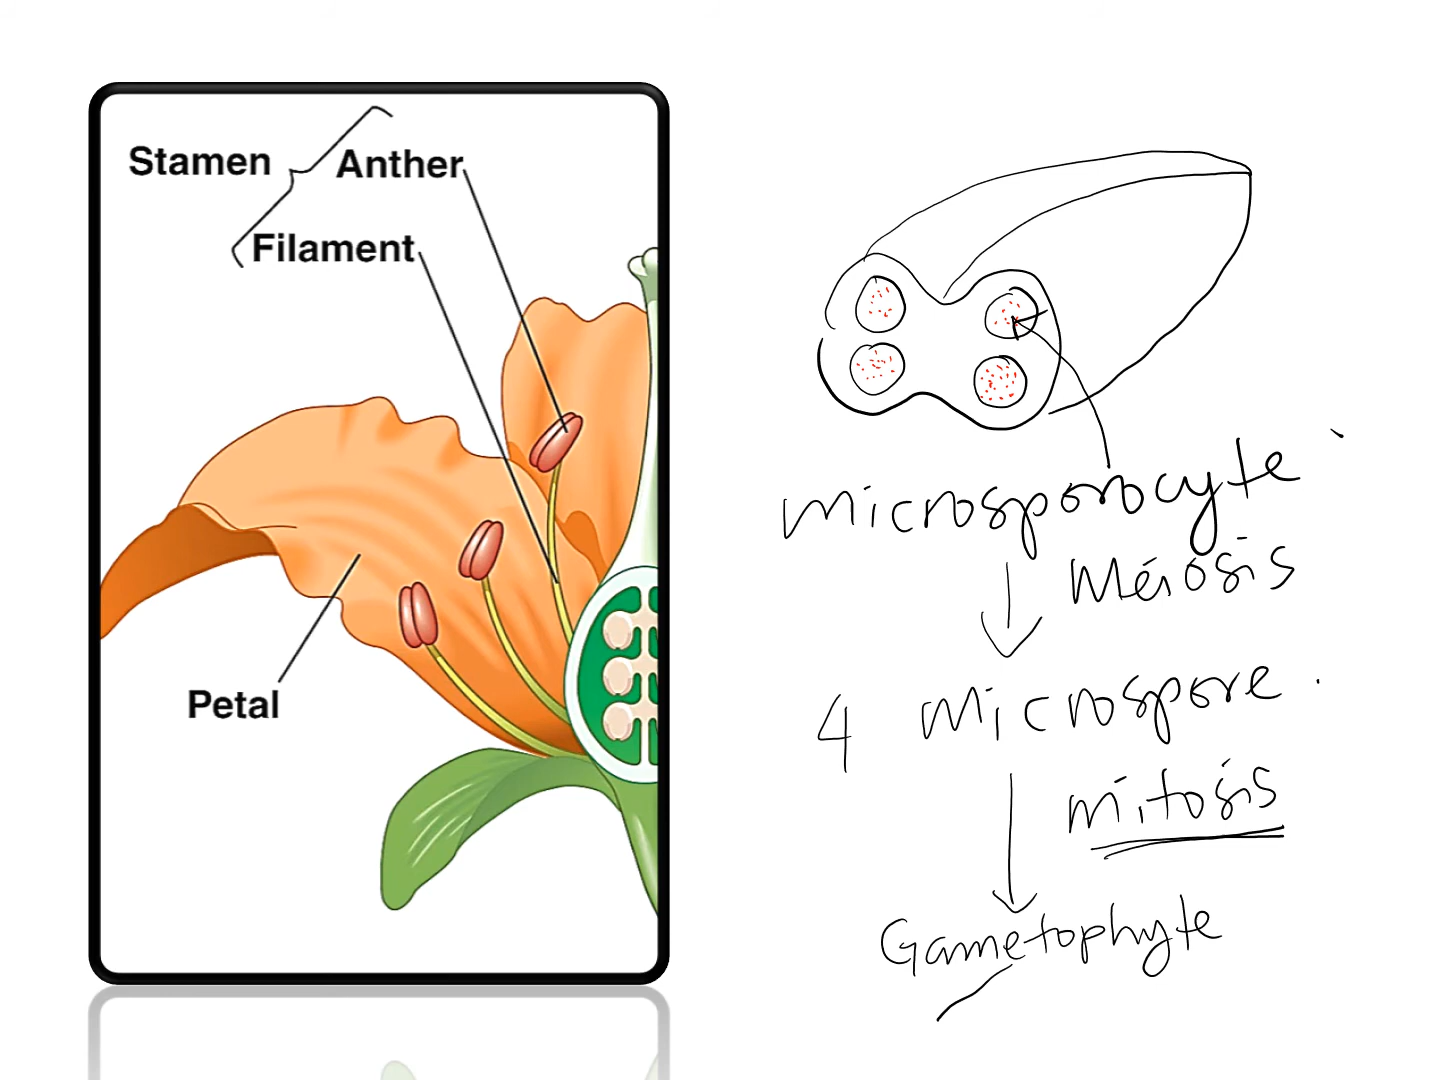 Stamen
Anther
Filament
Petal
Microsporocyte
Meiosis
4 Microspore
Mitosis
Gametophyte